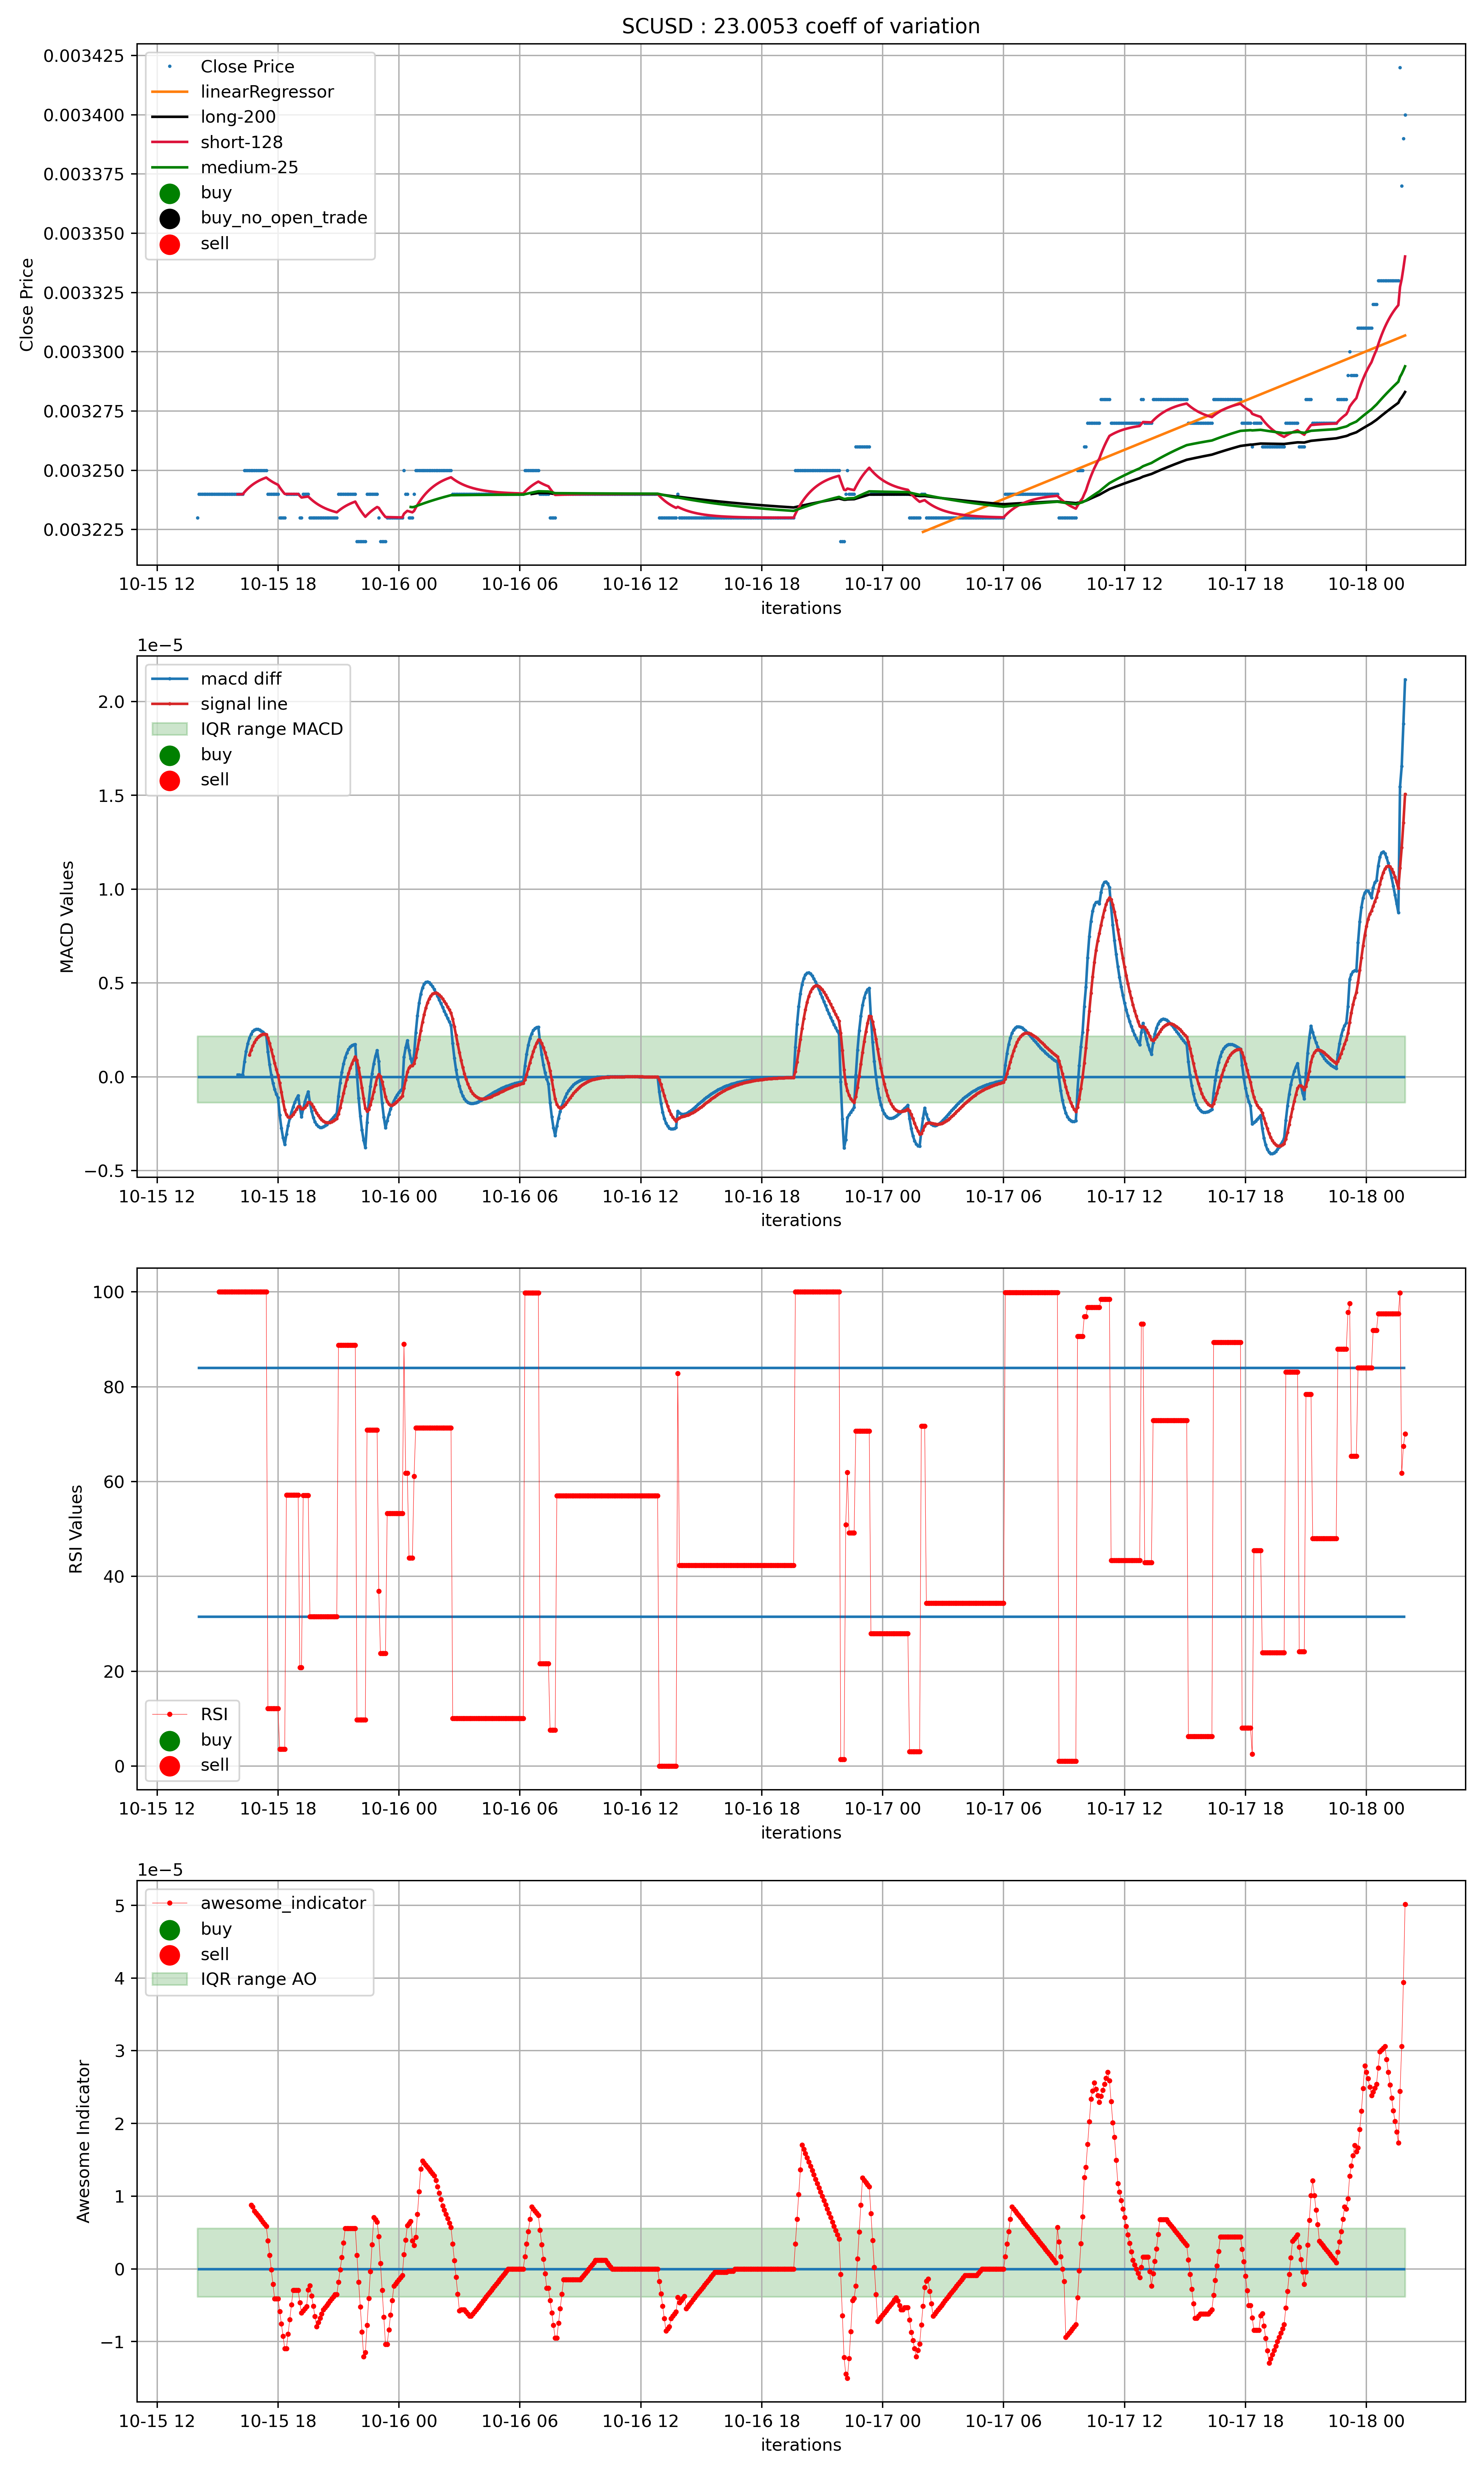 SCUSD : 23.0053 coeff of variation
0.003425
0.003400
0.003375
0.003350
0.003325
0.003300
0.003275
0.003250
0.003225
Close Price
Close Price
linearRegressor
long-200
short-128
medium-25
buy
buy_no_open_trade
sell
10-15 12 10-15 18 10-16 00 10-16 06 10-16 12 10-16 18 10-17 00 10-17 06 10-17 12 10-17 18 10-18 00
iterations
1e−5
2.0
1.5
1.0
0.5
0.0
−0.5
MACD Values
macd diff
signal line
IQR range MACD
buy
sell
10-15 12 10-15 18 10-16 00 10-16 06 10-16 12 10-16 18 10-17 00 10-17 06 10-17 12 10-17 18 10-18 00
iterations
100
80
60
40
20
0
RSI Values
RSI
buy
sell
10-15 12 10-15 18 10-16 00 10-16 06 10-16 12 10-16 18 10-17 00 10-17 06 10-17 12 10-17 18 10-18 00
iterations
1e−5
5
4
3
2
1
0
−1
Awesome Indicator
awesome_indicator
buy
sell
IQR range AO
10-15 12 10-15 18 10-16 00 10-16 06 10-16 12 10-16 18 10-17 00 10-17 06 10-17 12 10-17 18 10-18 00
iterations